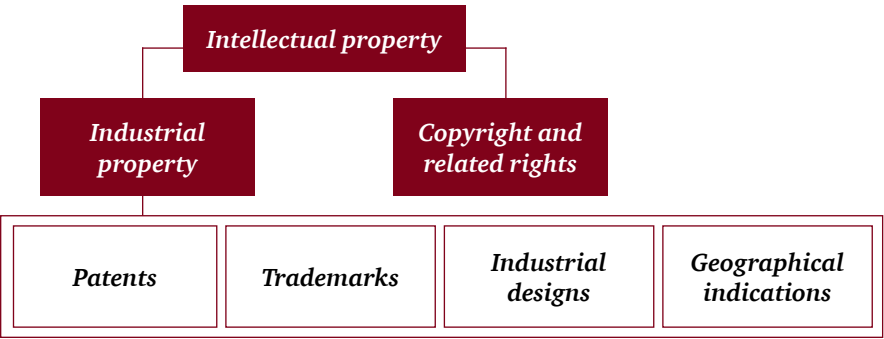 Intellectual property
Industrial
property
Copyright and
related rights
Patents
Trademarks
Industrial
designs
Geographical
indications